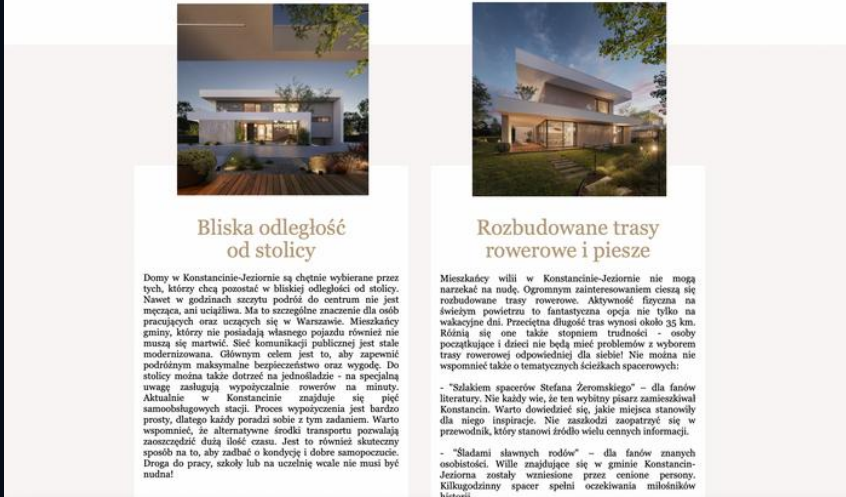 Bliska odległość
od stolicy
Domy w Konstancinie-Jeziornie są chętnie wybierane przez
tych, którzy chcą pozostać w bliskiej odległości od stolicy.
Nawet w godzinach szczytu podróż do centrum nie jest
męcząca, ani uciążliwa. Ma to szczególne znaczenie dla osób
pracujących oraz uczących się w Warszawie. Mieszkańcy
gminy, którzy nie posiadają własnego pojazdu również nie
muszą się martwić. Sieć komunikacji publicznej jest stale
modernizowana. Głównym celem jest to, aby zapewnić
podróżnym maksymalne bezpieczeństwo oraz wygodę. Do
stolicy można także dotrzeć na jednośladzie - na specjalną
uwagę zasługują wypożyczalnie rowerów na minuty.
Aktualnie w Konstancinie znajduje się pięć
samoobsługowych stacji. Proces wypożyczenia jest bardzo
prosty, dlatego każdy poradzi sobie z tym zadaniem. Warto
wspomnieć, że alternatywne środki transportu pozwalają
zaoszczędzić dużą ilość czasu. Jest to również skuteczny
sposób na to, aby zadbać o kondycję i dobre samopoczucie.
Droga do pracy, szkoły lub na uczelnię wcale nie musi być
nudna!
Rozbudowane trasy
rowerowe i piesze
Mieszkańcy wilii w Konstancinie-Jeziornie nie mogą
narzekać na nudę. Ogromnym zainteresowaniem cieszą się
rozbudowane trasy rowerowe. Aktywność fizyczna na
świeżym powietrzu to fantastyczna opcja nie tylko na
wakacyjne dni. Przeciętna długość tras wynosi około 35 km.
Różnią się one także stopniem trudności - osoby
początkujące i dzieci nie będą mieć problemów z wyborem
trasy rowerowej odpowiedniej dla siebie! Nie można nie
wspomnieć także o tematycznych ścieżkach spacerowych:
- "Szlakiem spacerów Stefana Żeromskiego" – dla fanów
literatury. Nie każdy wie, że ten wybitny pisarz zamieszkiwał
Konstancin. Warto dowiedzieć się, jakie miejsca stanowiły
dla niego inspiracje. Nie zaszkodzi zaopatrzyć się w
przewodnik, który stanowi źródło wielu cennych informacji.
- "Śladami sławnych rodów" – dla fanów znanych
osobistości. Wille znajdujące się w gminie Konstancin-
Jeziorna zostały wzniesione przez cenione persony.
Kilkugodzinny spacer spełni oczekiwania miłośników
historii.